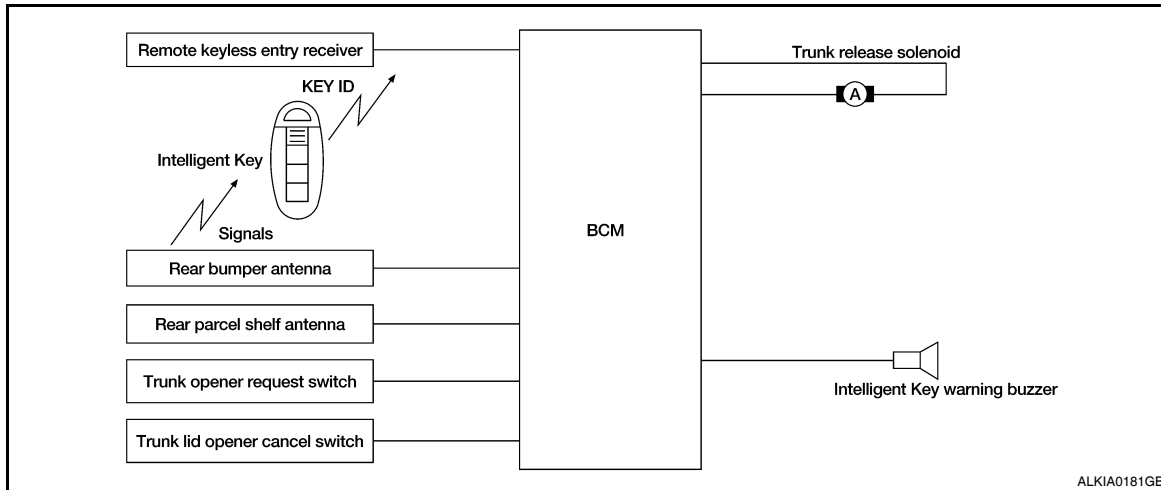 Remote keyless entry receiver
KEY ID
Intelligent Key
Signals
Rear bumper antenna
Rear parcel shelf antenna
Trunk opener request switch
Trunk lid opener cancel switch
BCM
Trunk release solenoid
A
Intelligent Key warning buzzer
ALKIA0181GB